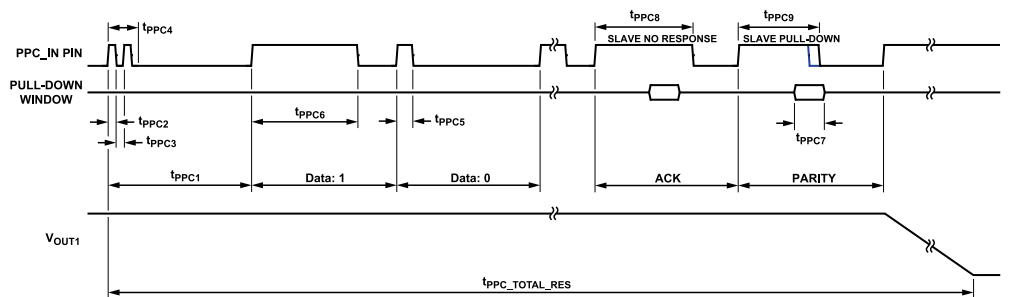 tPPC4
tPPC8
tPPC9
PPC_IN PIN
SLAVE NO RESPONSE
SLAVE PULL-DOWN
PULL-DOWN
WINDOW
tPPC2
tPPC6
tPPC5
tPPC3
tPPC7
tPPC1
Data: 1
Data: 0
ACK
PARITY
VOUT1
tPPC_TOTAL_RES